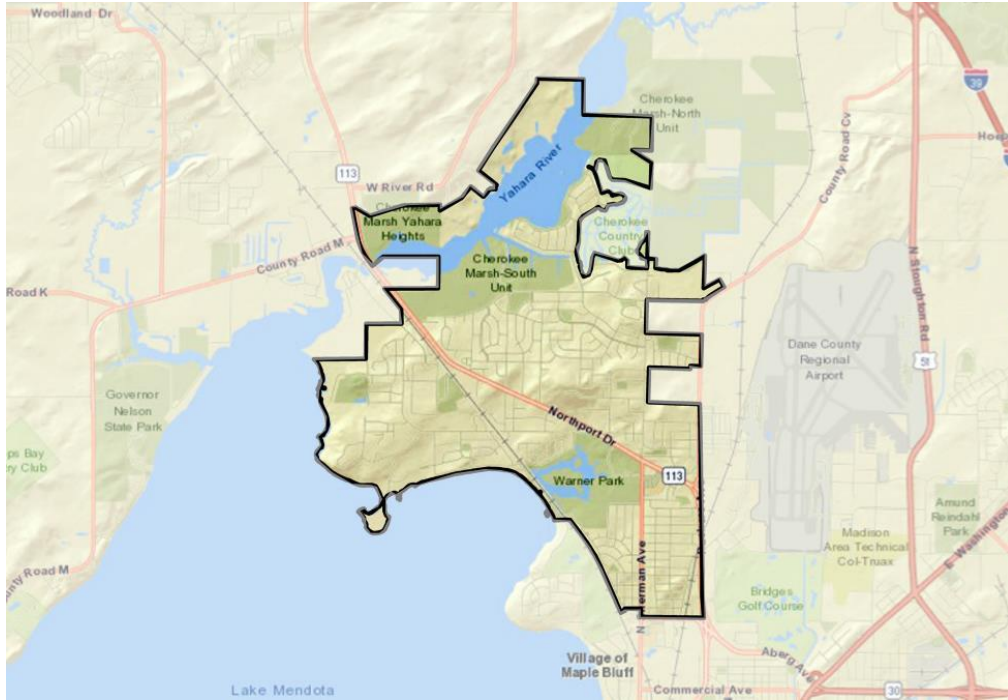 Woodland Dr
39
Cherokee
Marsh-North
Unit
County Road Cv
113
W River Rd
Yahara River
Cherokee
Marsh Yahara
Heights
Cherokee
Country
Club
County Road M
Cherokee
Marsh-South
Unit
N Stoughton Rd
Road K
Dane County
Regional
Airport
51
Governor
Nelson
State Park
Northport Dr
113
Warner Park
Amund
Reindahl
Park
E Washington
Madison
Area Technical
Col-Truax
County Road M
Bridges
Golf Course
Aberg Ave
Village of
Maple Bluff
Lake Mendota
Commercial Ave
30